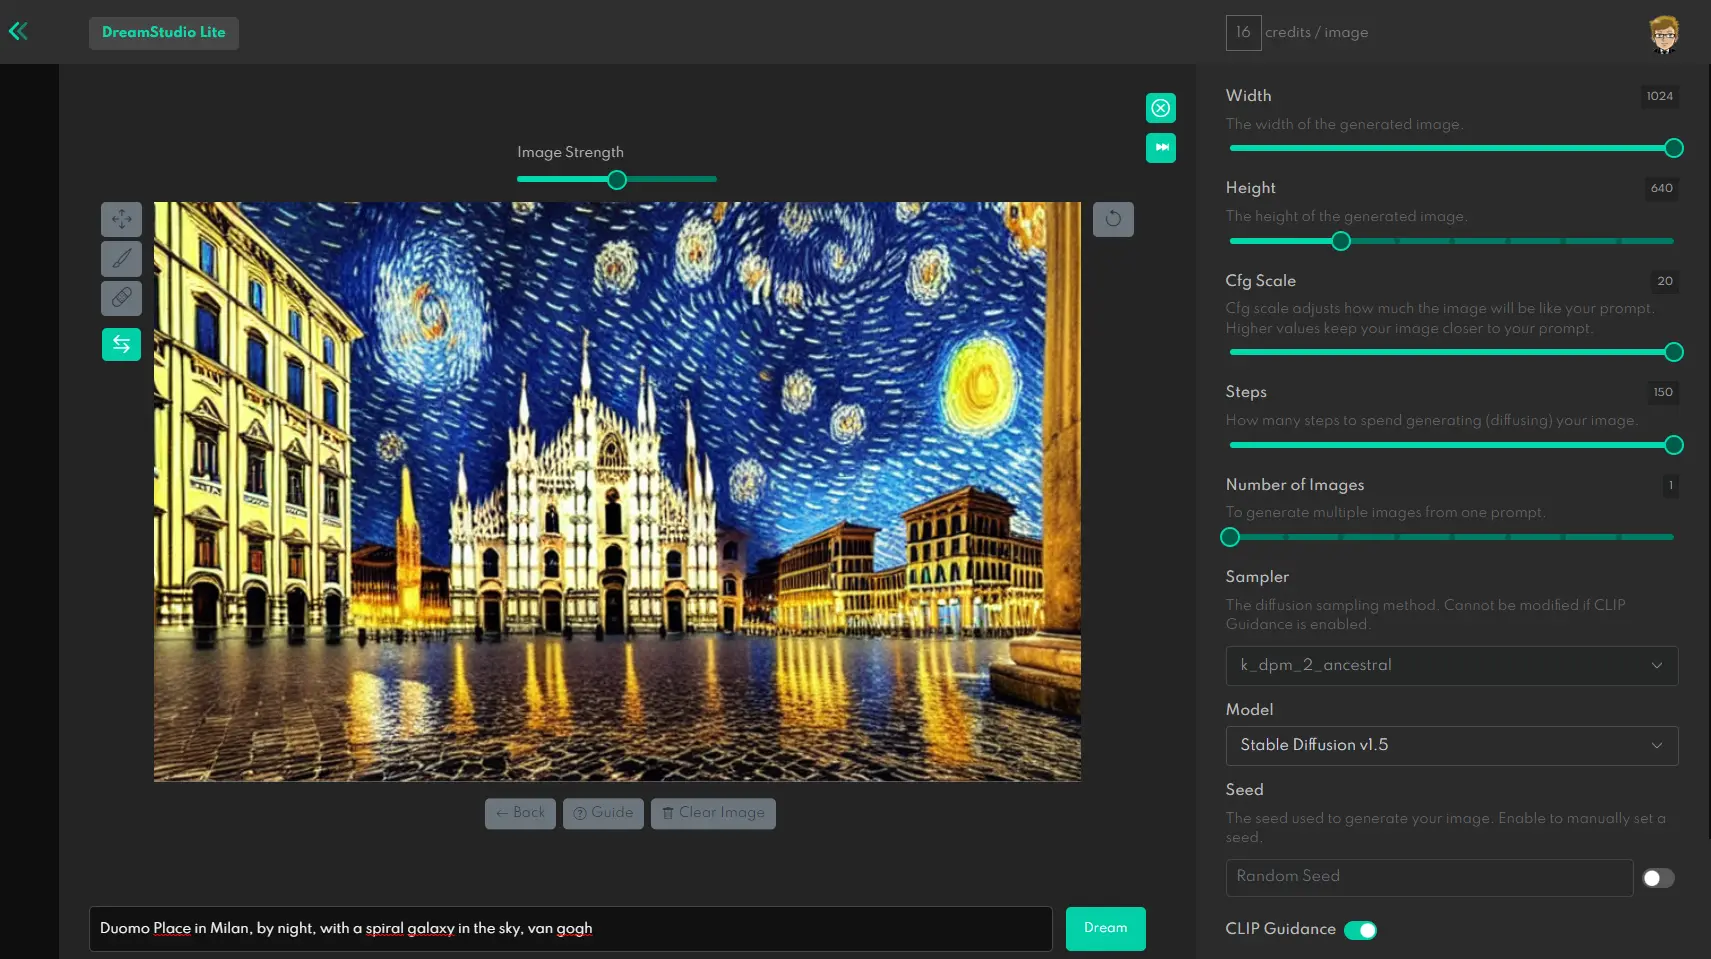 DreamStudio Lite
16 credits / image
Image Strength
Width
1024
The width of the generated image.
Height
640
The height of the generated image.
Cfg Scale
20
Cfg scale adjusts how much the image will be like your prompt.
Higher values keep your image closer to your prompt.
Steps
150
How many steps to spend generating (diffusing) your image.
Number of Images
1
To generate multiple images from one prompt.
Sampler
The diffusion sampling method. Cannot be modified if CLIP
Guidance is enabled.
k_dpm_2_ancestral
Model
Stable Diffusion v1.5
Seed
The seed used to generate your image. Enable to manually set a
seed.
Random Seed
CLIP Guidance
← Back
Guide
Clear Image
Duomo Place in Milan, by night, with a spiral galaxy in the sky, van gogh
Dream